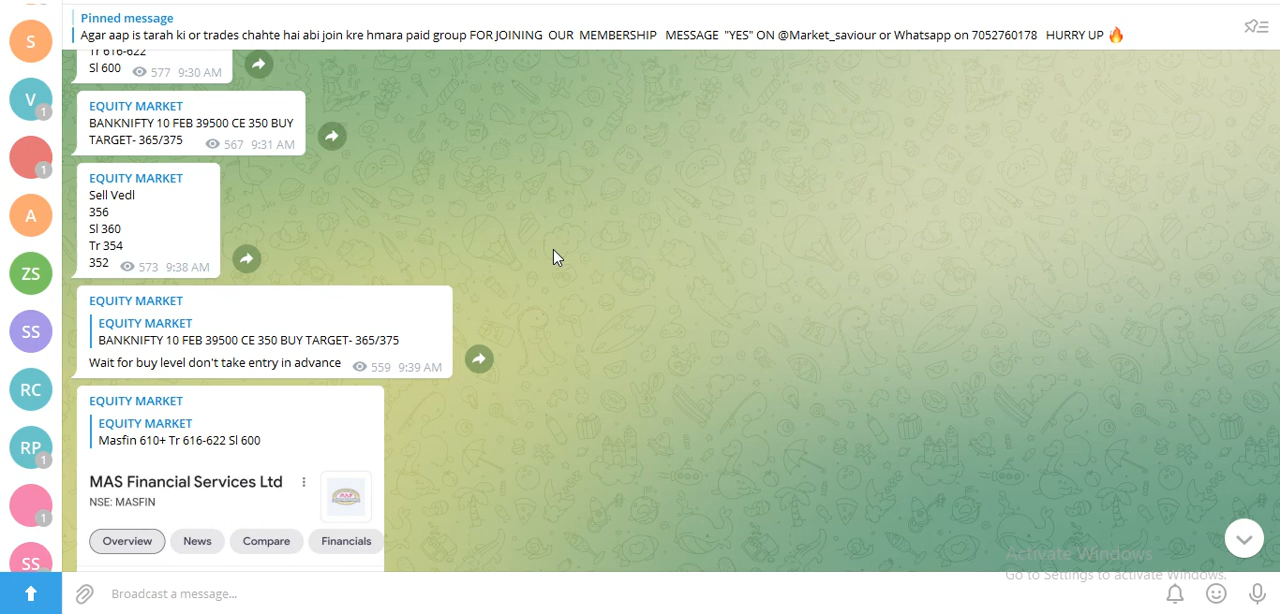 Pinned message
Agar aap is tarah ki or trades chahte hai abi join kre hmara paid group FOR JOINING OUR MEMBERSHIP MESSAGE "YES" ON @Market_saviour or Whatsapp on 7052760178 HURRY UP 🔥
Tr 616-622
Sl 600 577 9:30 AM
EQUITY MARKET
BANKNIFTY 10 FEB 39500 CE 350 BUY
TARGET- 365/375 567 9:31 AM
EQUITY MARKET
Sell Vedl
356
Sl 360
Tr 354
352 573 9:38 AM
EQUITY MARKET
EQUITY MARKET
BANKNIFTY 10 FEB 39500 CE 350 BUY TARGET- 365/375
Wait for buy level don't take entry in advance 559 9:39 AM
EQUITY MARKET
EQUITY MARKET
Masfin 610+ Tr 616-622 Sl 600
MAS Financial Services Ltd
NSE: MASFIN
Overview News Compare Financials
S
V 1
1
A
ZS
SS
RC
RP 1
1
SS
Activate Windows
Go to Settings to activate Windows.
Broadcast a message...